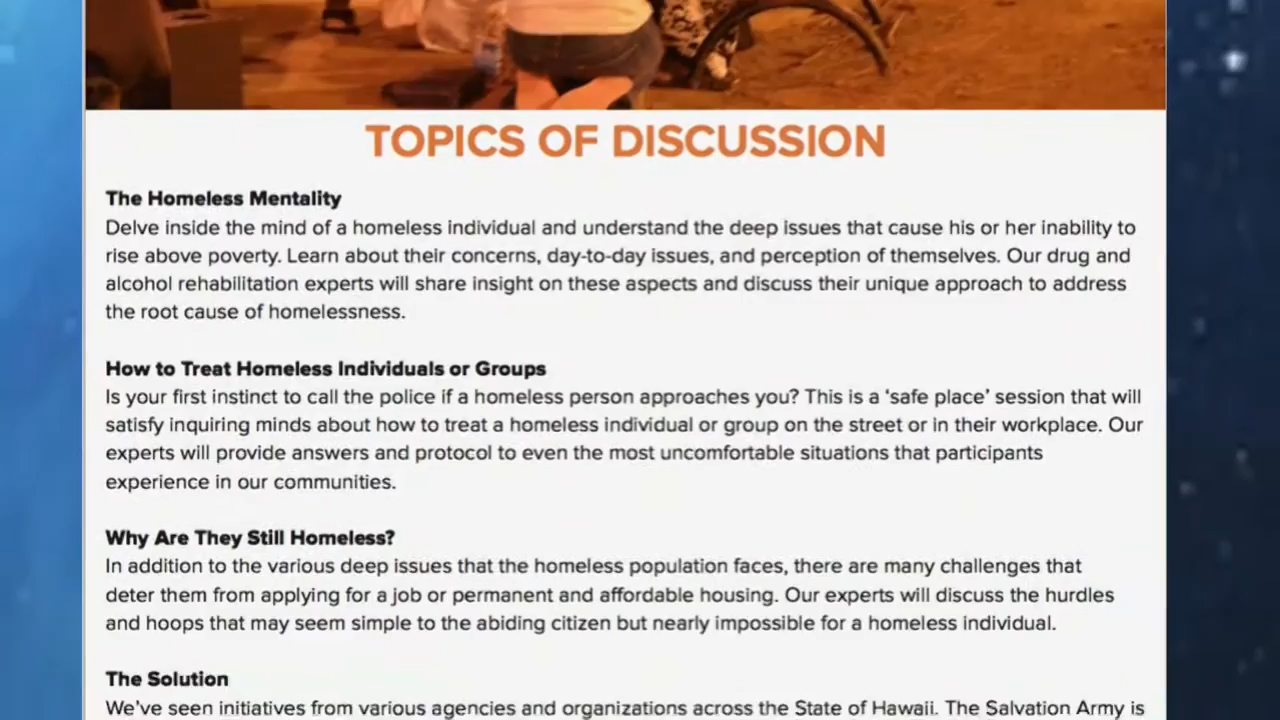 TOPICS OF DISCUSSION
The Homeless Mentality
Delve inside the mind of a homeless individual and understand the deep issues that cause his or her inability to
rise above poverty. Learn about their concerns, day-to-day issues, and perception of themselves. Our drug and
alcohol rehabilitation experts will share insight on these aspects and discuss their unique approach to address
the root cause of homelessness.
How to Treat Homeless Individuals or Groups
Is your first instinct to call the police if a homeless person approaches you? This is a ‘safe place’ session that will
satisfy inquiring minds about how to treat a homeless individual or group on the street or in their workplace. Our
experts will provide answers and protocol to even the most uncomfortable situations that participants
experience in our communities.
Why Are They Still Homeless?
In addition to the various deep issues that the homeless population faces, there are many challenges that
deter them from applying for a job or permanent and affordable housing. Our experts will discuss the hurdles
and hoops that may seem simple to the abiding citizen but nearly impossible for a homeless individual.
The Solution
We’ve seen initiatives from various agencies and organizations across the State of Hawaii. The Salvation Army is